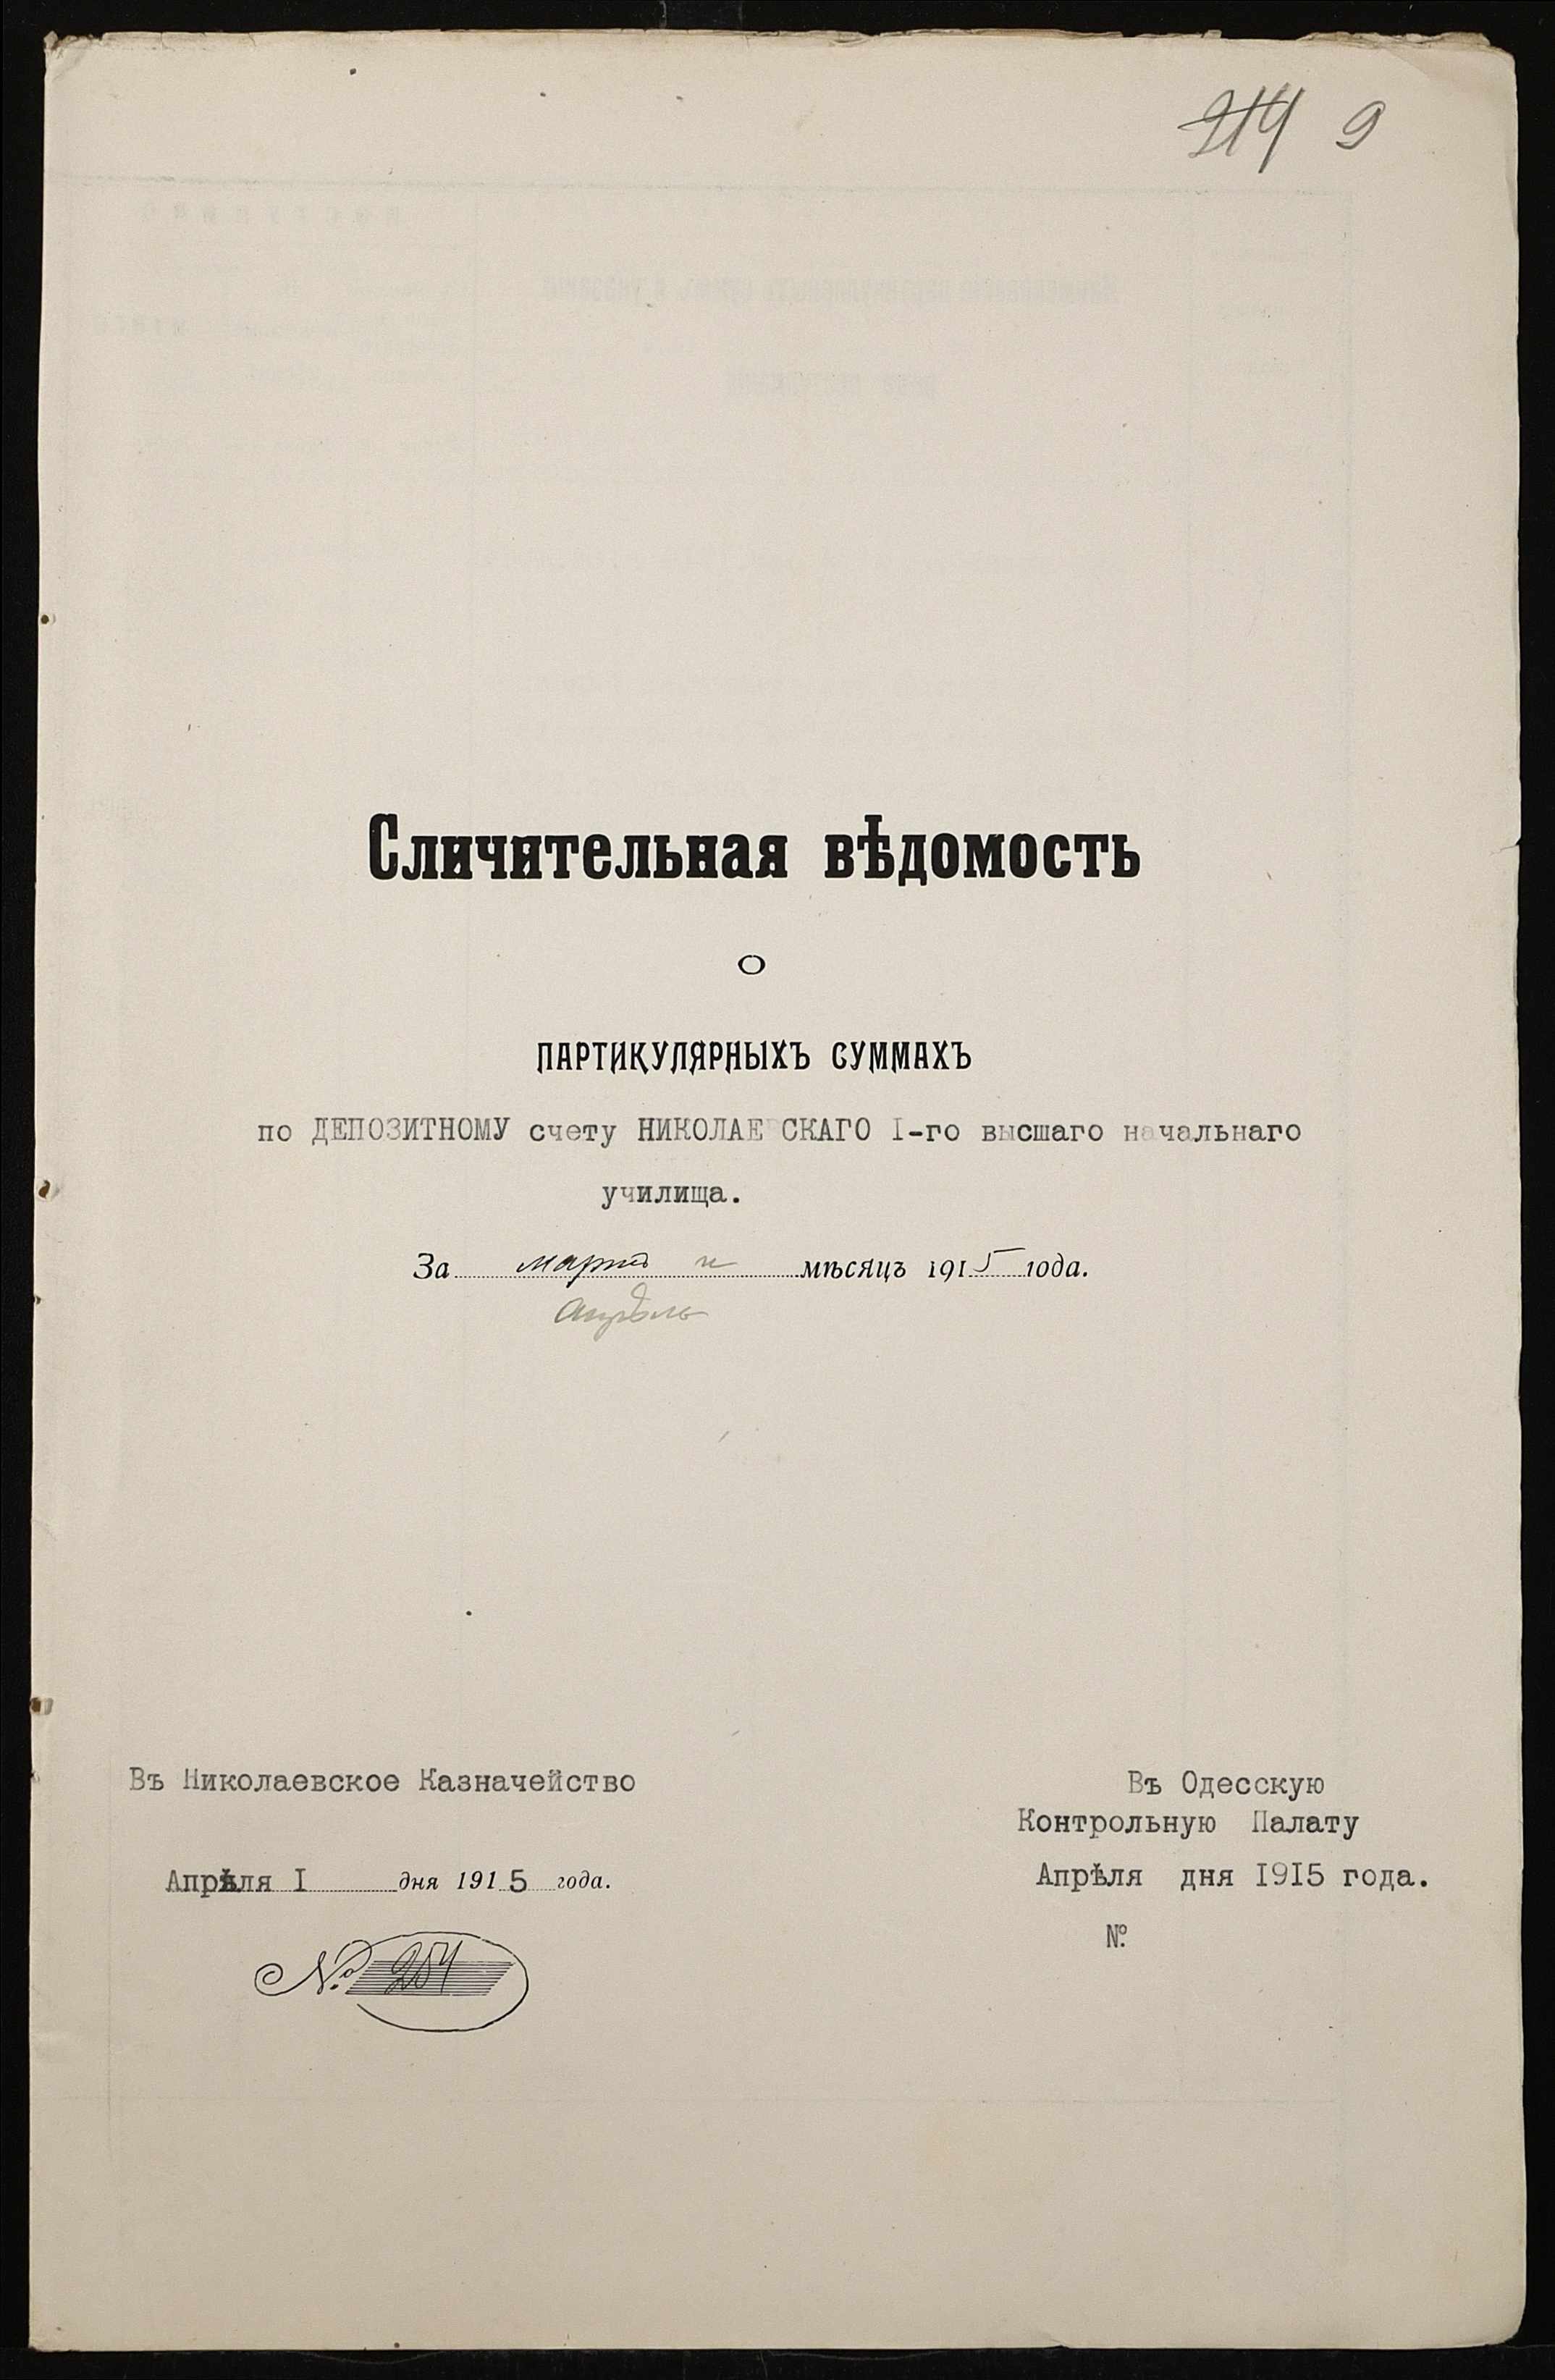 214 9
Сличительная вѣдомость
о
ПАРТИКУЛЯРНЫХЪ СУММАХЪ
по ДЕПОЗИТНОМУ счету НИКОЛАЕВСКАГО I-го высшаго начальнаго
училища.
За мартъ и мѣсяцъ 1915 года.
апрѣль
Въ Николаевское Казначейство
Апрѣля I дня 1915 года.
№ 254
Въ Одесскую
Контрольную Палату
Апрѣля дня 1915 года.
№